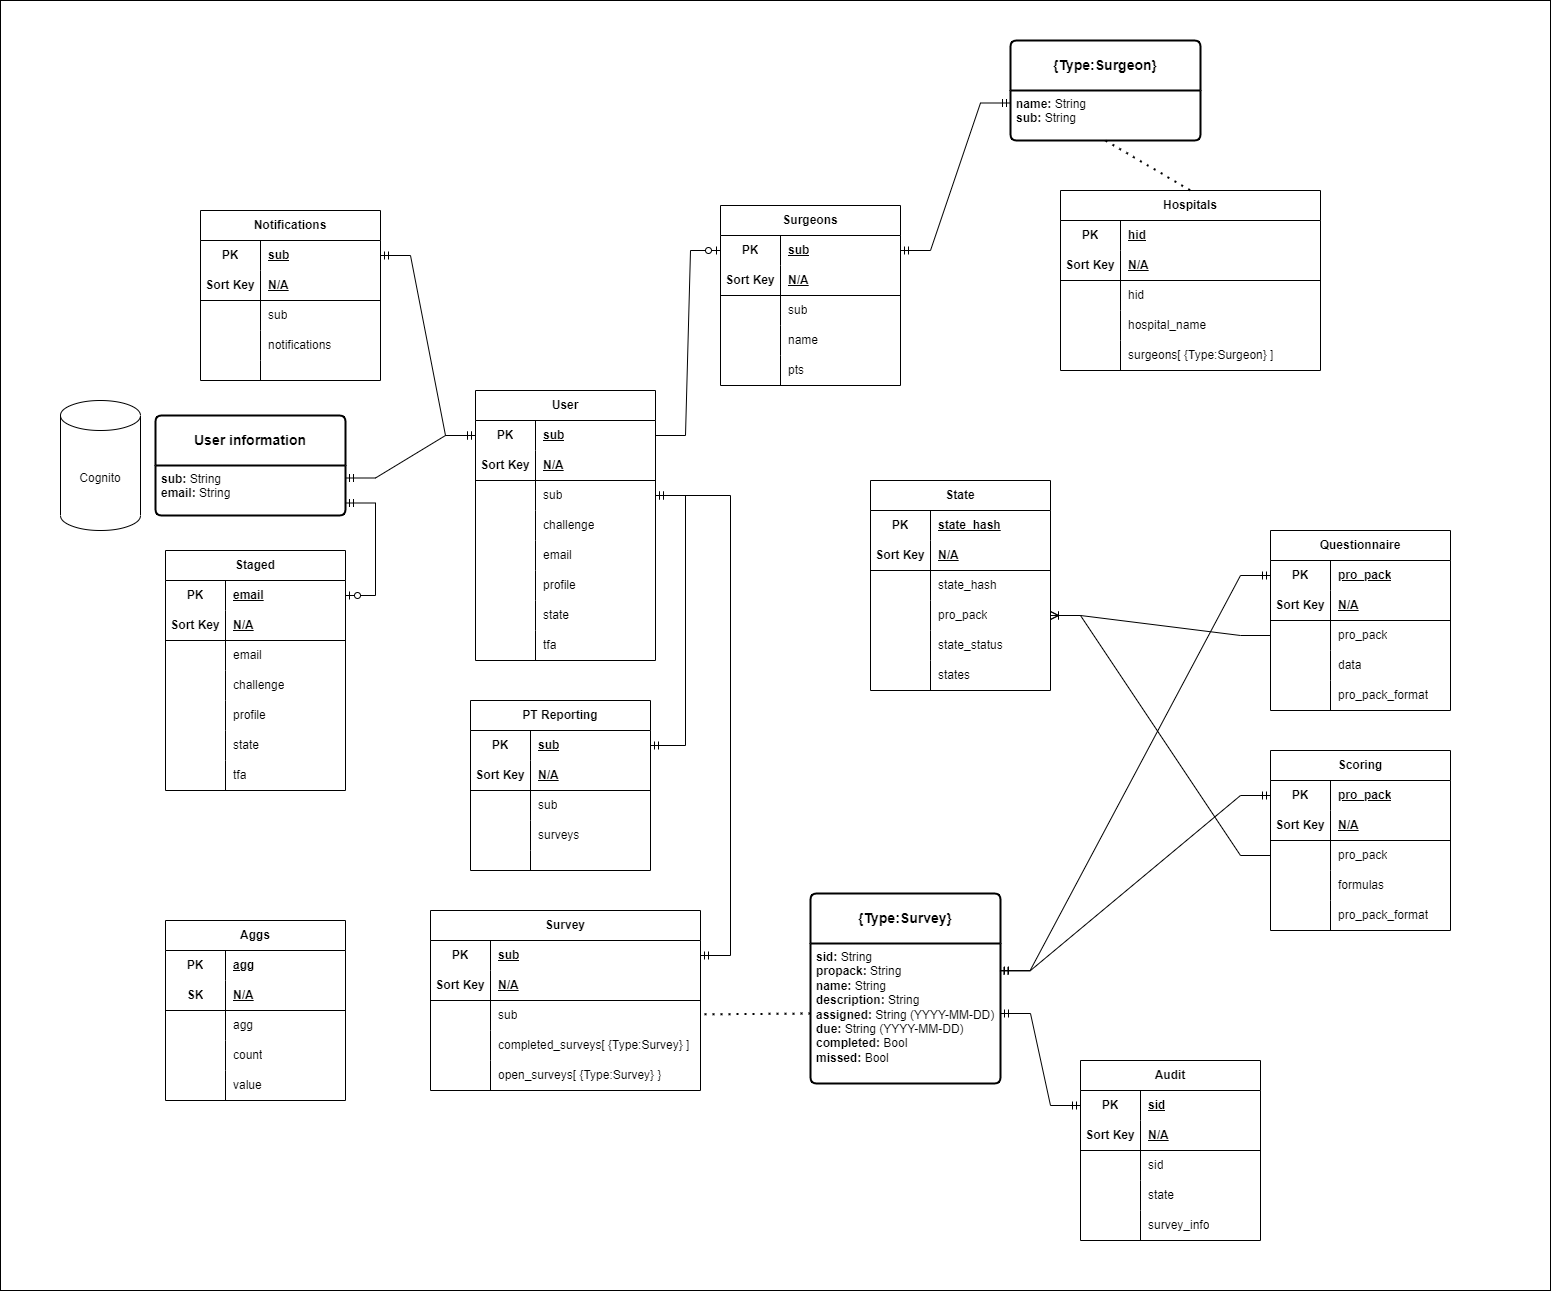 {Type:Surgeon}
name: String
sub: String
Hospitals
PK hid
Sort Key N/A
hid
hospital_name
surgeons[ {Type:Surgeon} ]
Surgeons
PK sub
Sort Key N/A
sub
name
pts
Notifications
PK sub
Sort Key N/A
sub
notifications
Cognito
User information
sub: String
email: String
User
PK sub
Sort Key N/A
sub
challenge
email
profile
state
tfa
Staged
PK email
Sort Key N/A
email
challenge
profile
state
tfa
State
PK state_hash
Sort Key N/A
state_hash
pro_pack
state_status
states
Questionnaire
PK pro_pack
Sort Key N/A
pro_pack
data
pro_pack_format
PT Reporting
PK sub
Sort Key N/A
sub
surveys
Scoring
PK pro_pack
Sort Key N/A
pro_pack
formulas
pro_pack_format
Aggs
PK agg
SK N/A
agg
count
value
Survey
PK sub
Sort Key N/A
sub
completed_surveys[ {Type:Survey} ]
open_surveys[ {Type:Survey} }
{Type:Survey}
sid: String
propack: String
name: String
description: String
assigned: String (YYYY-MM-DD)
due: String (YYYY-MM-DD)
completed: Bool
missed: Bool
Audit
PK sid
Sort Key N/A
sid
state
survey_info